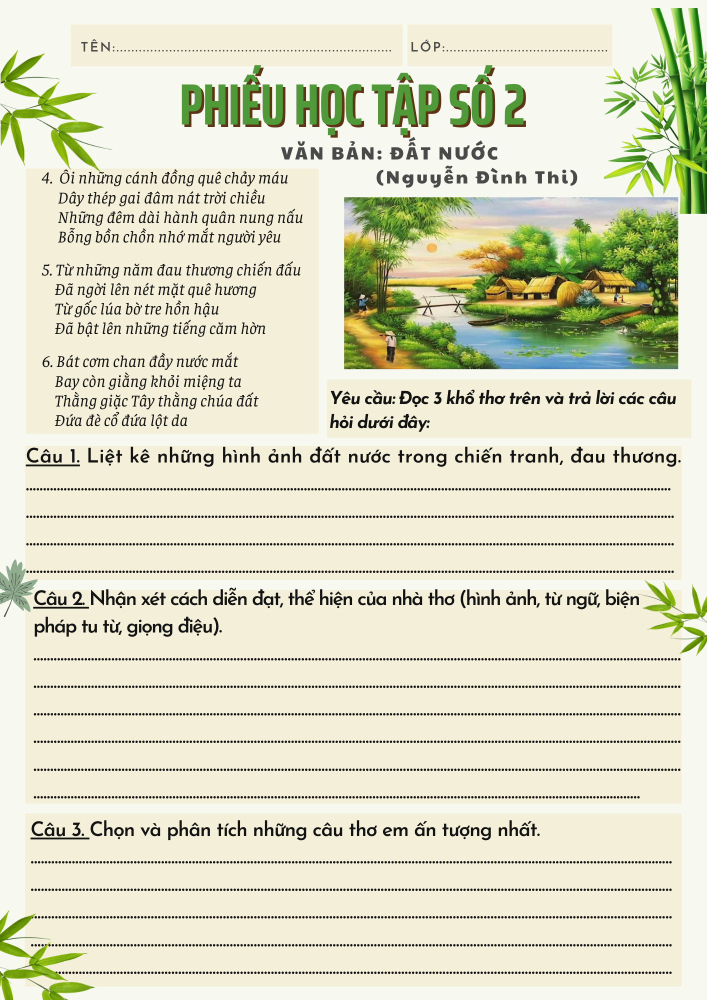 TÊN:......................................................................
LỚP:..........................................
PHIẾU HỌC TẬP SỐ 2
VĂN BẢN: ĐẤT NƯỚC
(Nguyễn Đình Thi)
4. Ôi những cánh đồng quê chảy máu
Dây thép gai đâm nát trời chiều
Những đêm dài hành quân nung nấu
Bỗng bồn chồn nhớ mắt người yêu
5. Từ những năm đau thương chiến đấu
Đã ngời lên nét mặt quê hương
Từ gốc lúa bờ tre hồn hậu
Đã bật lên những tiếng căm hờn
6. Bát cơm chan đầy nước mắt
Bay còn giằng khỏi miệng ta
Thằng giặc Tây thằng chúa đất
Đứa đè cổ đứa lột da
Yêu cầu: Đọc 3 khổ thơ trên và trả lời các câu
hỏi dưới đây:
Câu 1. Liệt kê những hình ảnh đất nước trong chiến tranh, đau thương.
Câu 2. Nhận xét cách diễn đạt, thể hiện của nhà thơ (hình ảnh, từ ngữ, biện
pháp tu từ, giọng điệu).
Câu 3. Chọn và phân tích những câu thơ em ấn tượng nhất.